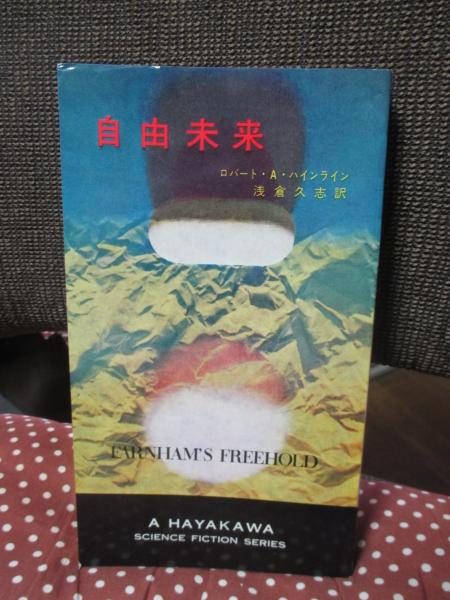 自由未来
ロバート・A・ハインライン
浅倉久志訳
FARNHAM'S FREEHOLD
A HAYAKAWA
SCIENCE FICTION SERIES